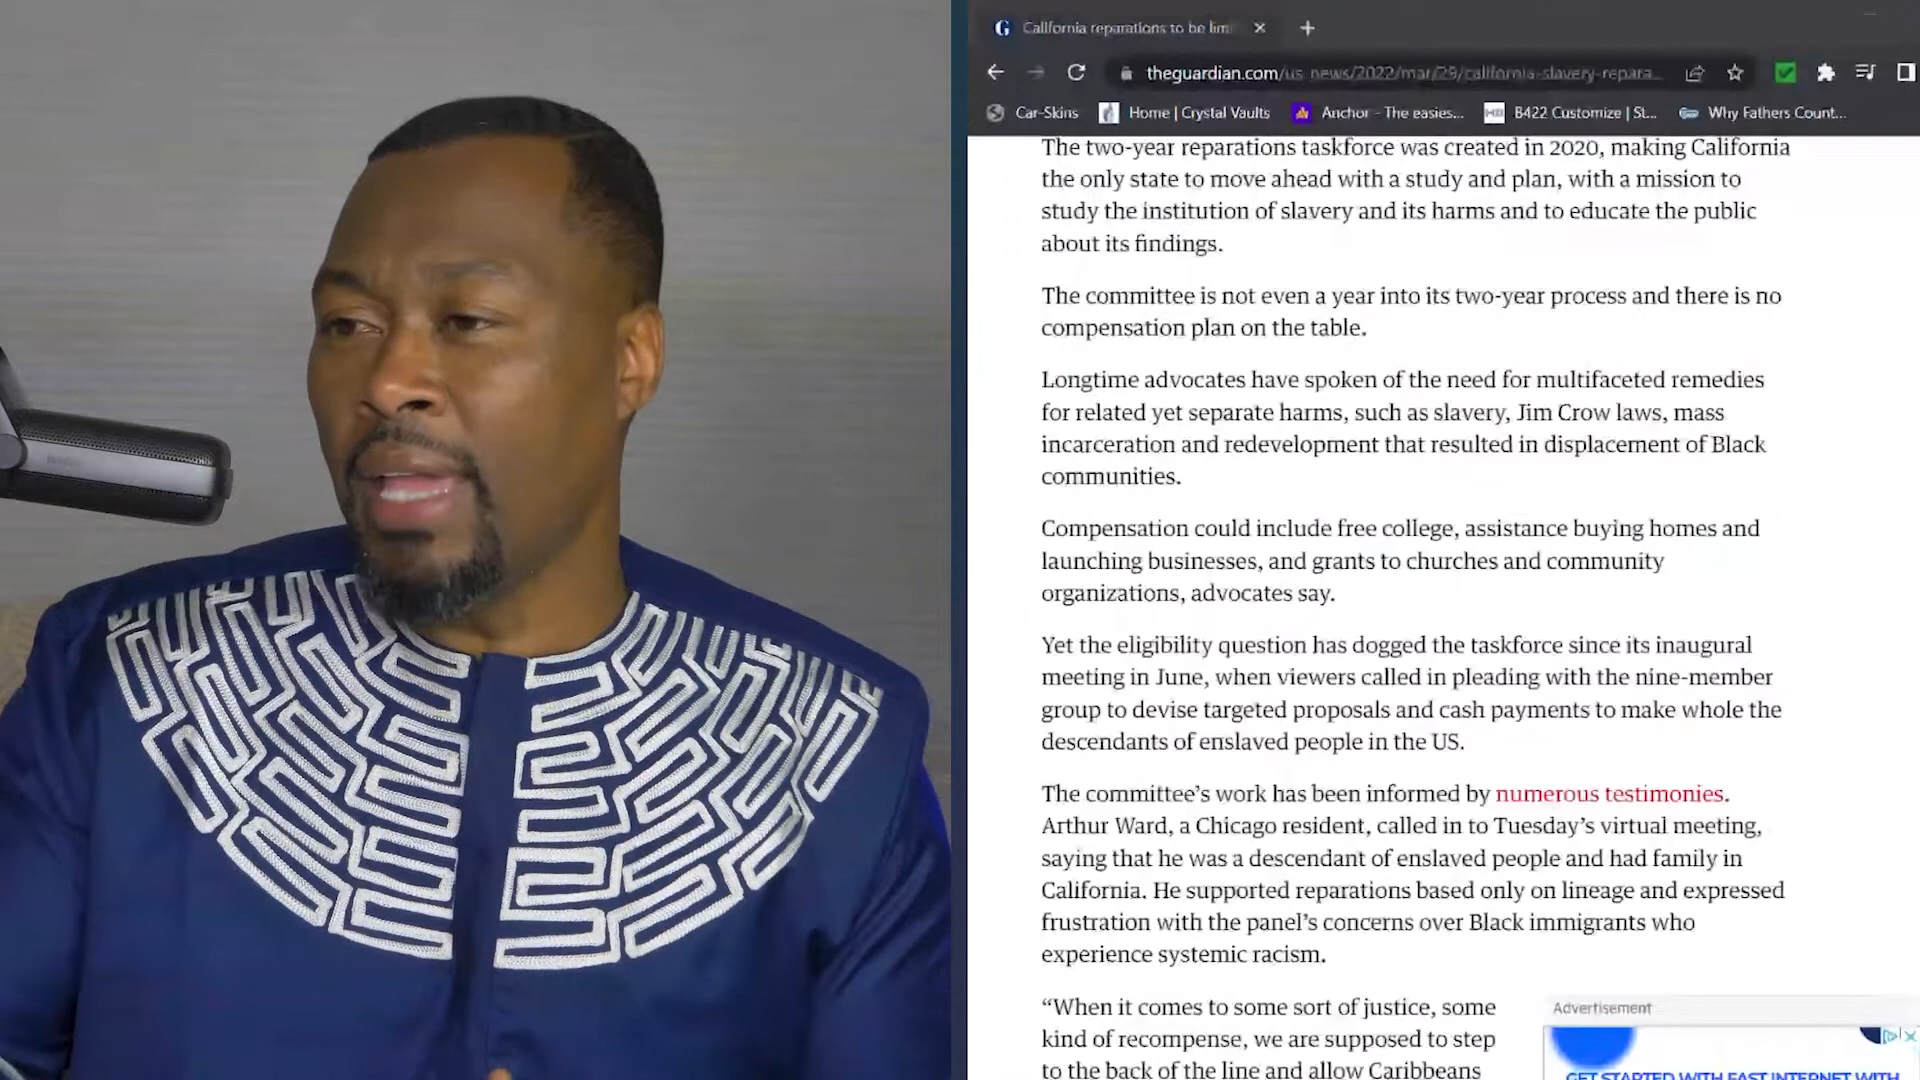 California reparations to be lim
theguardian.com/us-news/2022/mar/29/california-slavery-repara...
Car-Skins
Home | Crystal Vaults
Anchor - The easies...
B422 Customize | St...
Why Fathers Count...
The two-year reparations taskforce was created in 2020, making California
the only state to move ahead with a study and plan, with a mission to
study the institution of slavery and its harms and to educate the public
about its findings.
The committee is not even a year into its two-year process and there is no
compensation plan on the table.
Longtime advocates have spoken of the need for multifaceted remedies
for related yet separate harms, such as slavery, Jim Crow laws, mass
incarceration and redevelopment that resulted in displacement of Black
communities.
Compensation could include free college, assistance buying homes and
launching businesses, and grants to churches and community
organizations, advocates say.
Yet the eligibility question has dogged the taskforce since its inaugural
meeting in June, when viewers called in pleading with the nine-member
group to devise targeted proposals and cash payments to make whole the
descendants of enslaved people in the US.
The committee’s work has been informed by numerous testimonies.
Arthur Ward, a Chicago resident, called in to Tuesday’s virtual meeting,
saying that he was a descendant of enslaved people and had family in
California. He supported reparations based only on lineage and expressed
frustration with the panel’s concerns over Black immigrants who
experience systemic racism.
“When it comes to some sort of justice, some
kind of recompense, we are supposed to step
to the back of the line and allow Caribbeans
Advertisement
GET STARTED WITH FAST INTERNET WITH